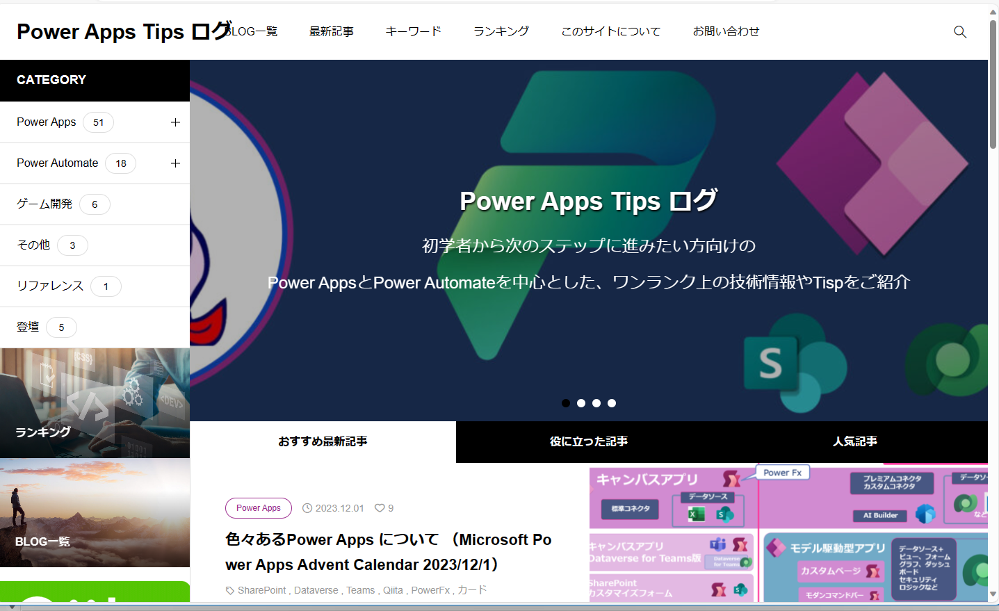 Power Apps Tips ログ
BLOG一覧 最新記事 キーワード ランキング このサイトについて お問い合わせ
CATEGORY
Power Apps 51
Power Automate 18
ゲーム開発 6
その他 3
リファレンス 1
登壇 5
{CSS}
</>
<DEV>
ランキング
BLOG一覧
Power Apps Tips ログ
初学者から次のステップに進みたい方向けの
Power AppsとPower Automateを中心とした、ワンランク上の技術情報やTispをご紹介
S
おすすめ最新記事 役に立った記事 人気記事
Power Apps 2023.12.01 9
色々あるPower Apps について （Microsoft Po
wer Apps Advent Calendar 2023/12/1）
SharePoint , Dataverse , Teams , Qiita , PowerFx , カード
キャンバスアプリ
Power Fx
データソース
標準コネクタ
プレミアムコネクタ
カスタムコネクタ
AI Builder
キャンバスアプリ
Dataverse for Teams版
Dataverse
for Teams
SharePoint
カスタマイズフォーム
モデル駆動型アプリ
カスタムページ
モダンコマンドバー
データソース+
ビュー、フォーム
グラフ、ダッシュ
ボード
セキュリティ
ロジックなど